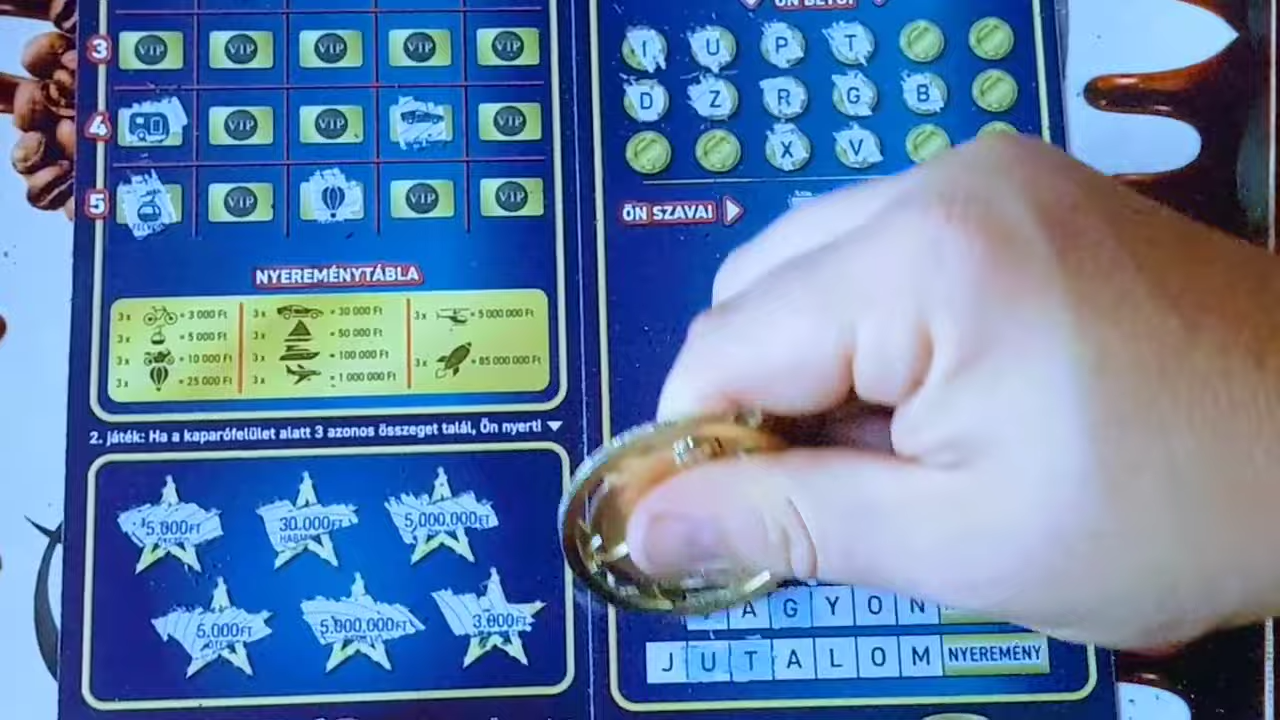 ÖN BETŰI
3 VIP VIP VIP VIP VIP
4 VIP VIP VIP
5 VIP VIP VIP
I U P T
D Z R G B
X V
ÖN SZAVAI
NYEREMÉNYTÁBLA
3x = 3 000 Ft
3x = 5 000 Ft
3x = 10 000 Ft
3x = 25 000 Ft
3x = 30 000 Ft
3x = 50 000 Ft
3x = 100 000 Ft
3x = 1 000 000 Ft
3x = 5 000 000 Ft
3x = 85 000 000 Ft
2. játék: Ha a kaparófelület alatt 3 azonos összeget talál, Ön nyert!
5.000FT
30.000FT
5,000,000FT
5.000FT
5.000,000FT
3.000FT
AGYON
JUTALOM NYEREMÉNY